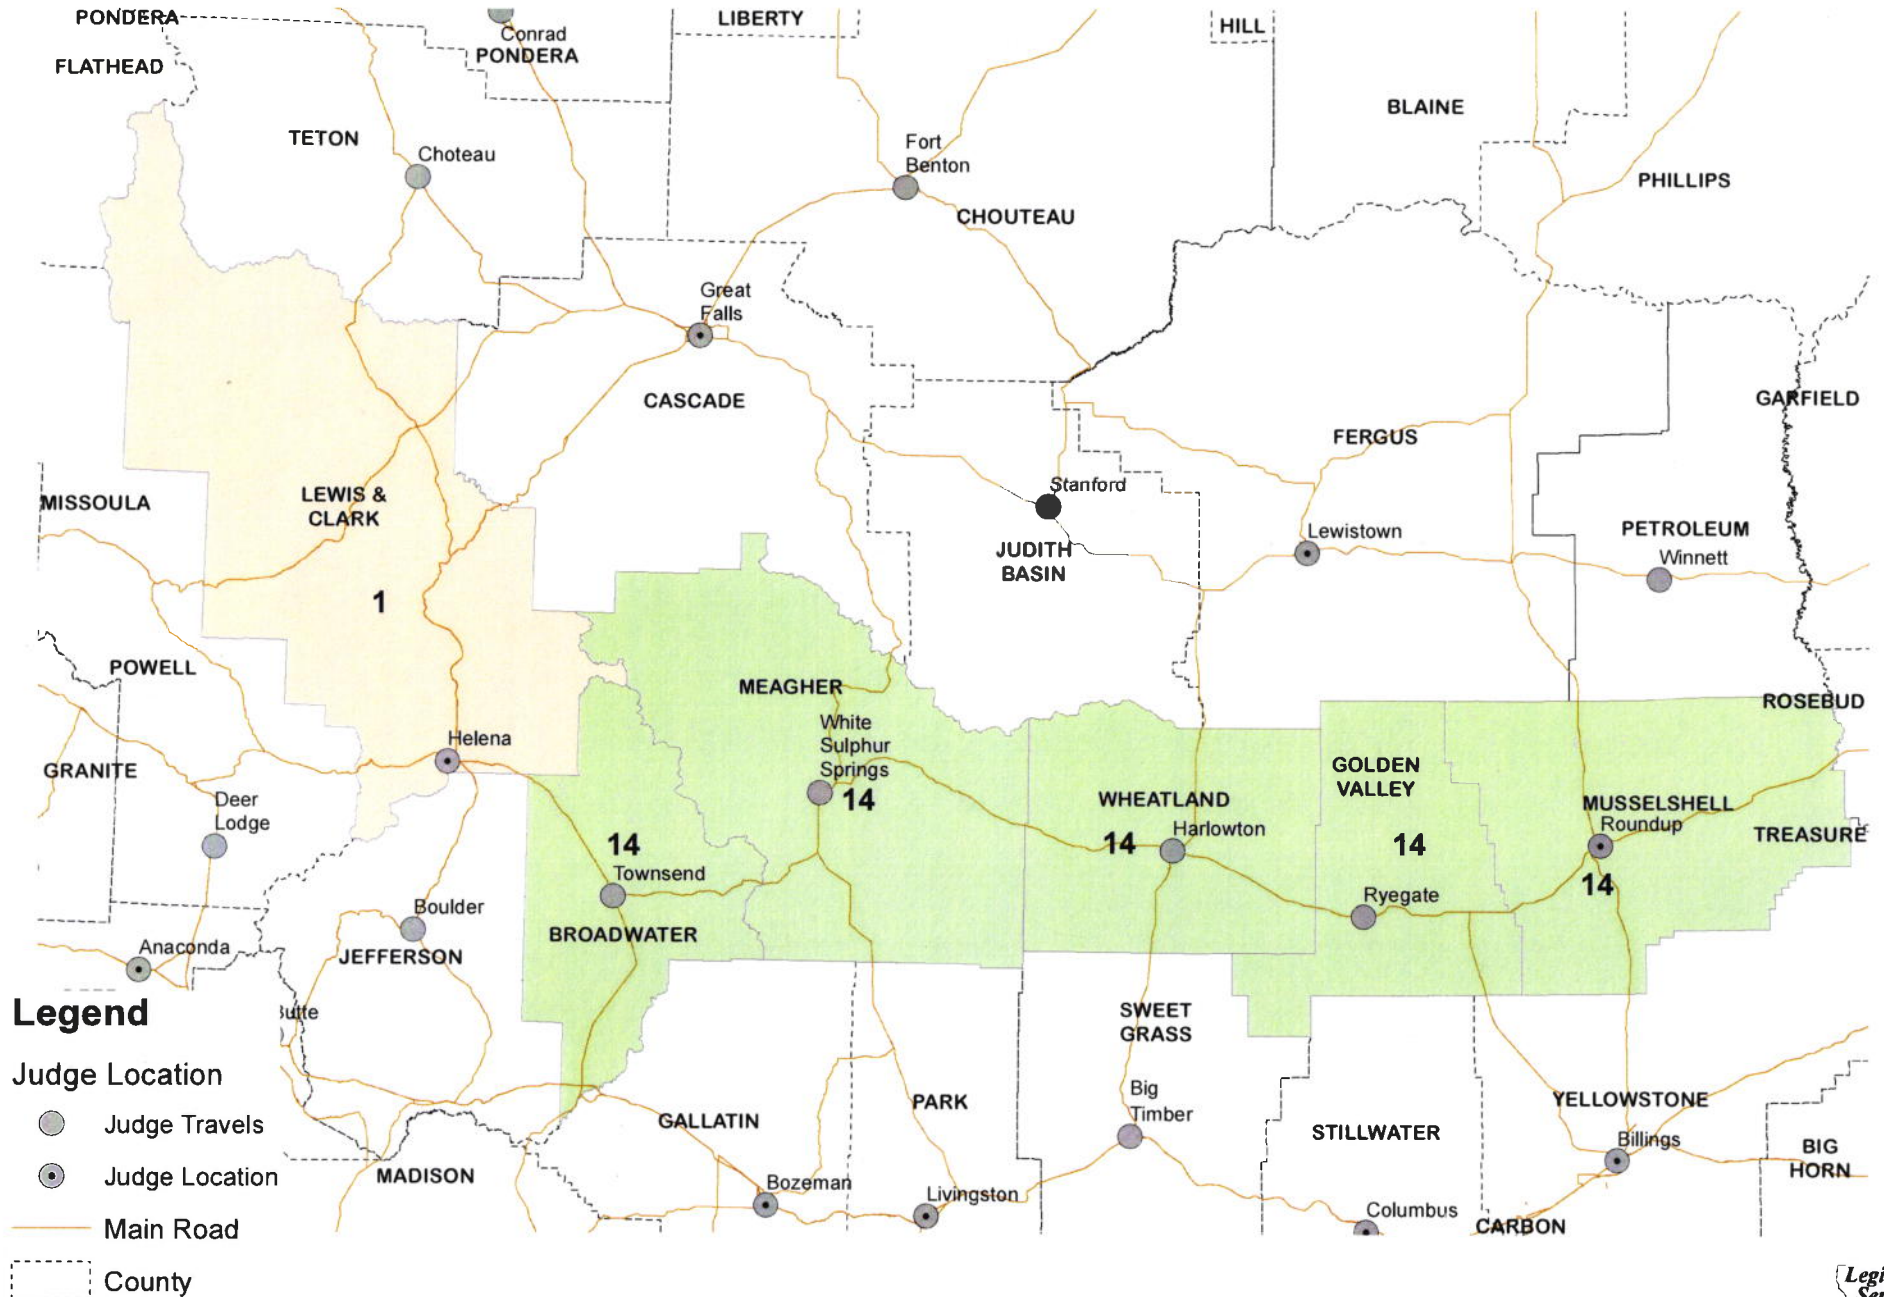 PONDERA
FLATHEAD
Conrad
PONDERA
LIBERTY
HILL
BLAINE
TETON
Choteau
Fort
Benton
CHOUTEAU
PHILLIPS
Great
Falls
CASCADE
GARFIELD
FERGUS
MISSOULA
LEWIS &
CLARK
Stanford
JUDITH
BASIN
Lewistown
PETROLEUM
Winnett
1
POWELL
MEAGHER
White
Sulphur
Springs
14
ROSEBUD
Helena
GRANITE
Deer
Lodge
WHEATLAND
Harlowton
14
GOLDEN
VALLEY
14
Ryegate
MUSSELSHELL
Roundup
14
TREASURE
14
Townsend
BROADWATER
Boulder
JEFFERSON
Anaconda
Butte
SWEET
GRASS
Big
Timber
PARK
GALLATIN
MADISON
Bozeman
Livingston
STILLWATER
Columbus
YELLOWSTONE
Billings
CARBON
BIG
HORN
Legend
Judge Location
Judge Travels
Judge Location
Main Road
County